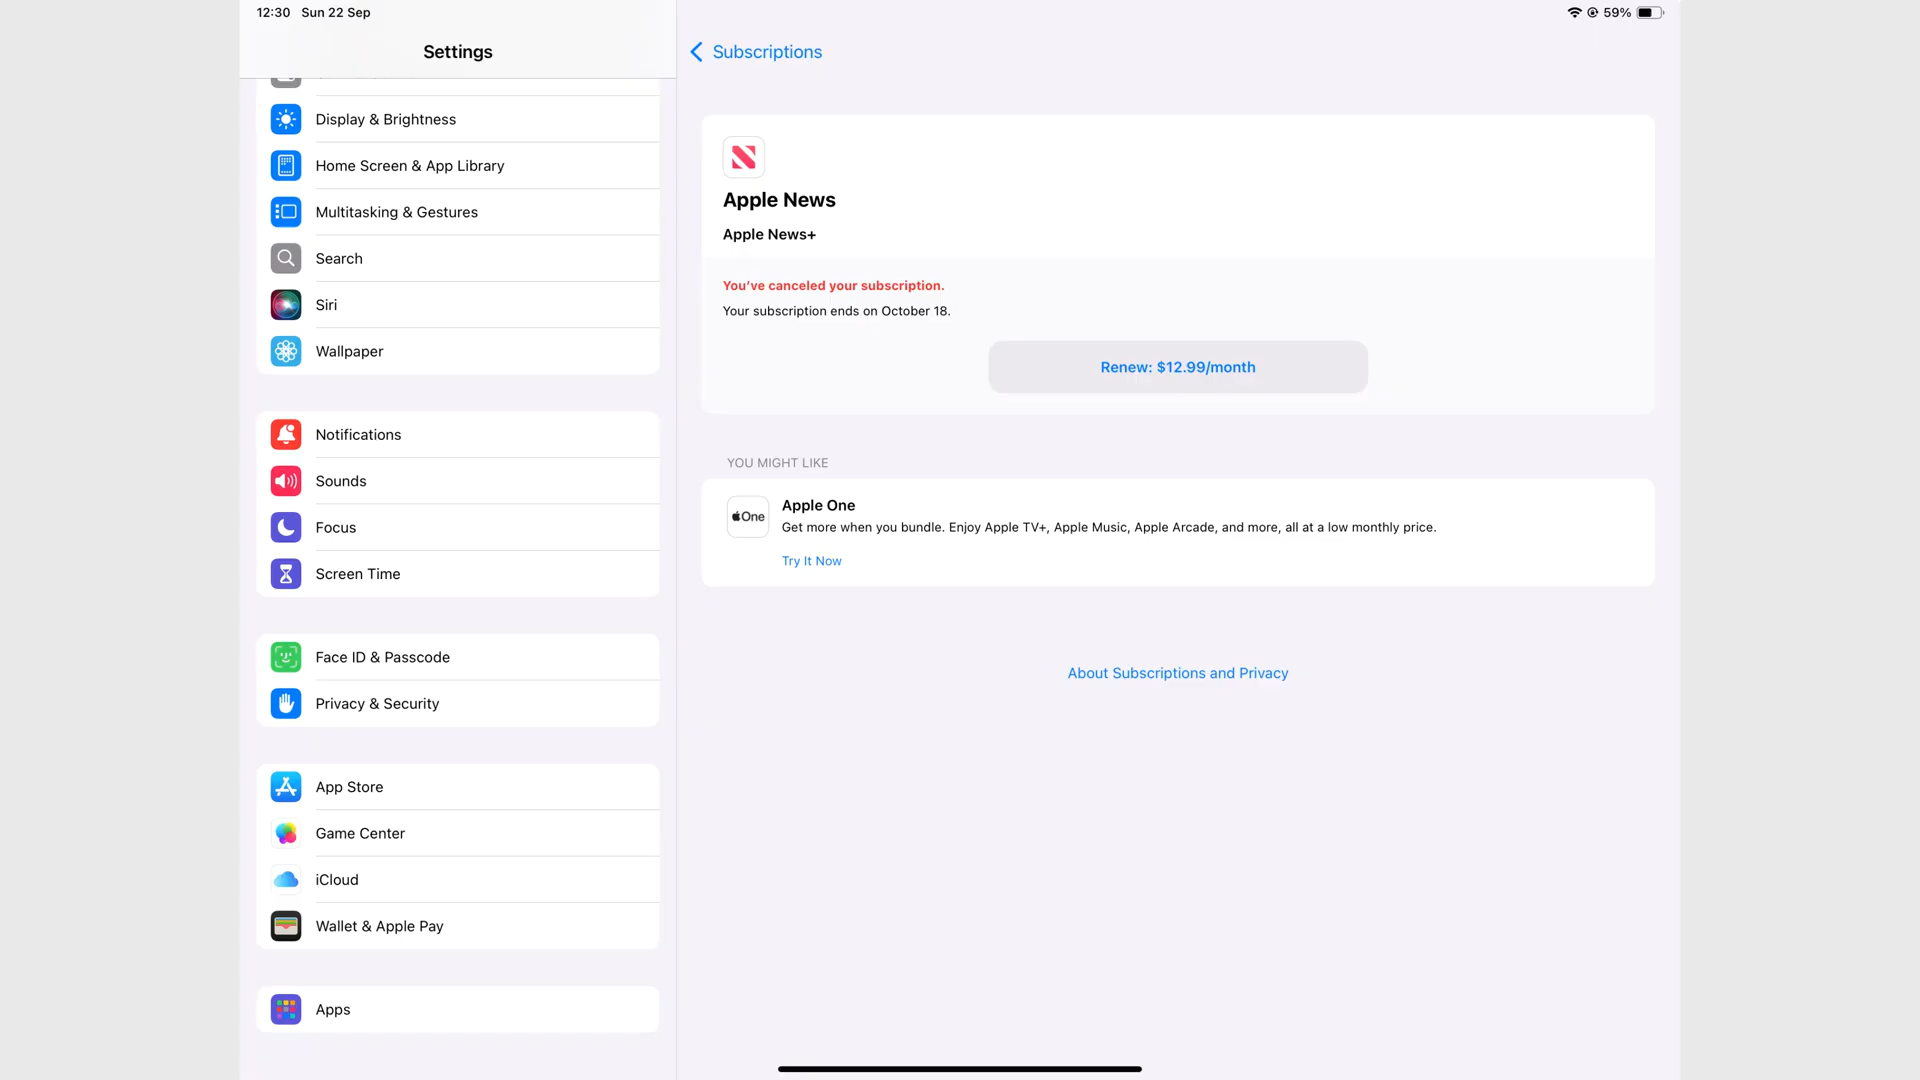 12:30 Sun 22 Sep
59%
Settings
Display & Brightness
Home Screen & App Library
Multitasking & Gestures
Search
Siri
Wallpaper
Notifications
Sounds
Focus
Screen Time
Face ID & Passcode
Privacy & Security
App Store
Game Center
iCloud
Wallet & Apple Pay
Apps
Subscriptions
Apple News
Apple News+
You’ve canceled your subscription.
Your subscription ends on October 18.
Renew: $12.99/month
YOU MIGHT LIKE
One
Apple One
Get more when you bundle. Enjoy Apple TV+, Apple Music, Apple Arcade, and more, all at a low monthly price.
Try It Now
About Subscriptions and Privacy